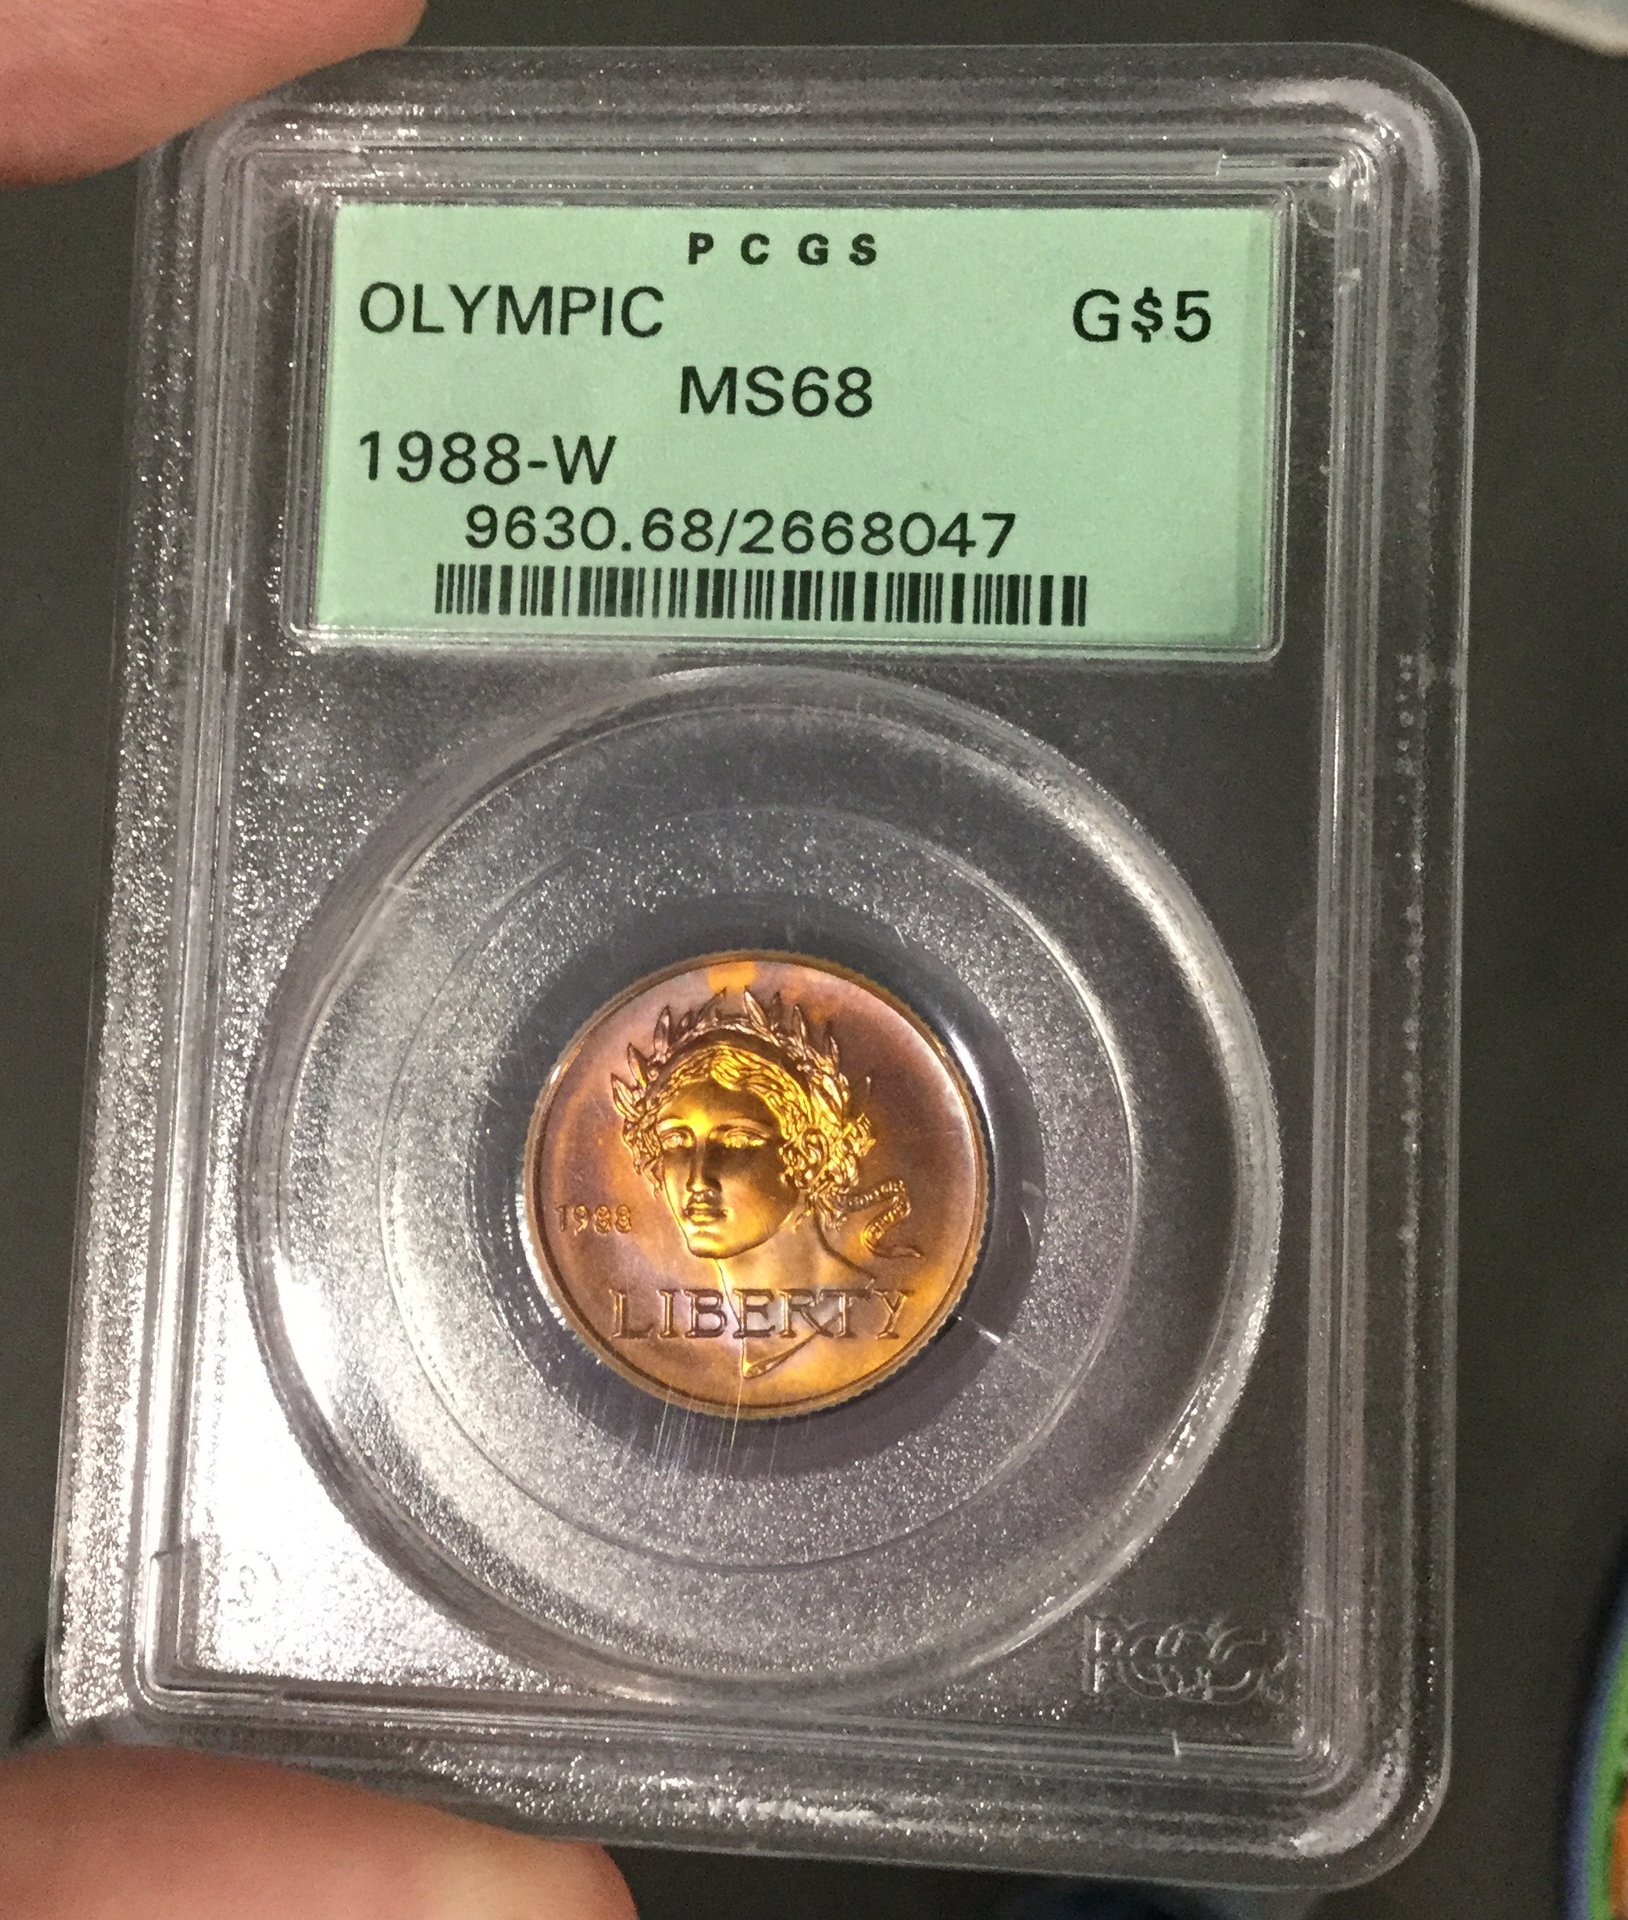 PCGS
OLYMPIC G$5
MS68
1988-W
9630.68/2668047
1988
LIBERTY
PCGS